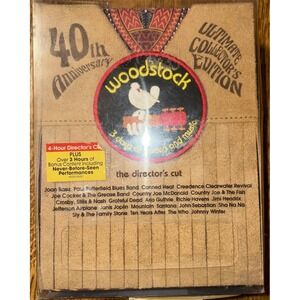 40th
Anniversary
ULTIMATE
COLLECTOR'S
EDITION
woodstock
3 days of peace and music
the director's cut
4-Hour Director's Cut
PLUS
Over 3 Hours of
Bonus Content Including
Never-Before-Seen
Performances
Joan Baez Paul Butterfield Blues Band Canned Heat Creedence Clearwater Revival
Joe Cocker & The Grease Band Country Joe McDonald Country Joe & The Fish
Crosby, Stills & Nash Grateful Dead Arlo Guthrie Richie Havens Jimi Hendrix
Jefferson Airplane Janis Joplin Mountain Santana John Sebastian Sha Na Na
Sly & The Family Stone Ten Years After The Who Johnny Winter